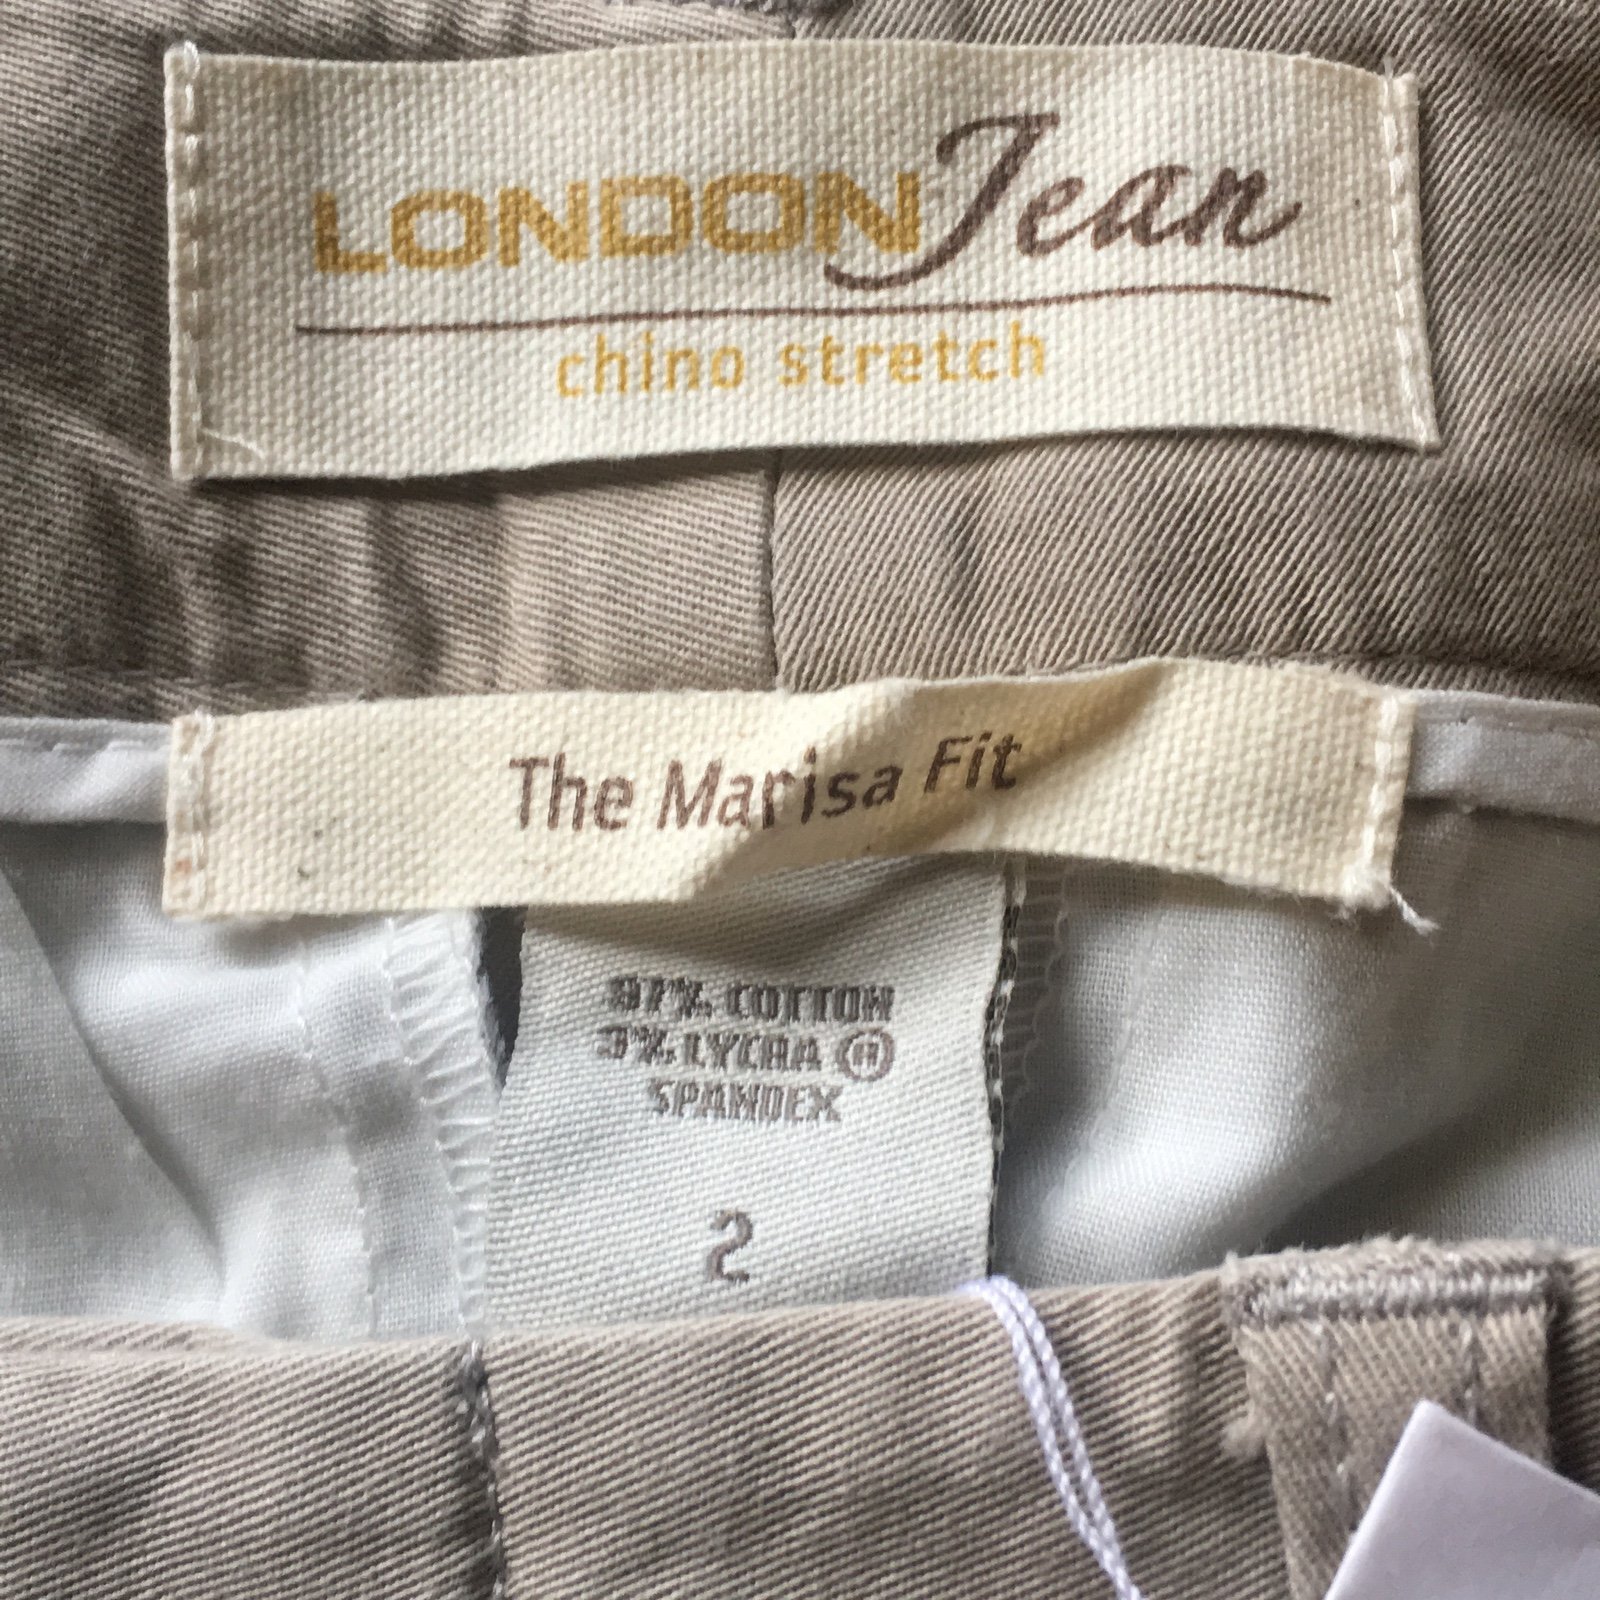 LONDON Jean
chino stretch
The Marisa Fit
97% COTTON
3% LYCRA ®
SPANDEX
2